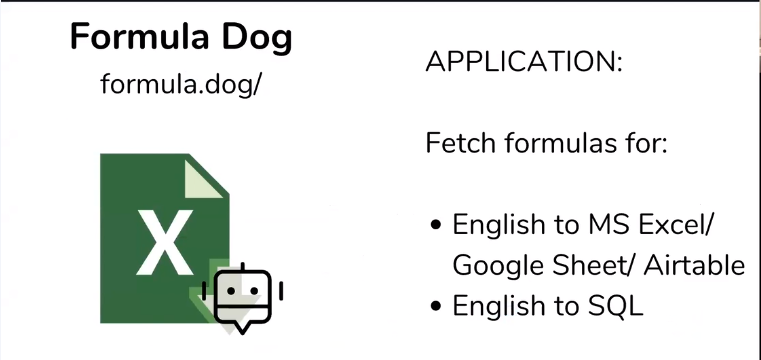 Formula Dog
formula.dog/
X
APPLICATION:
Fetch formulas for:
• English to MS Excel/
Google Sheet/ Airtable
• English to SQL